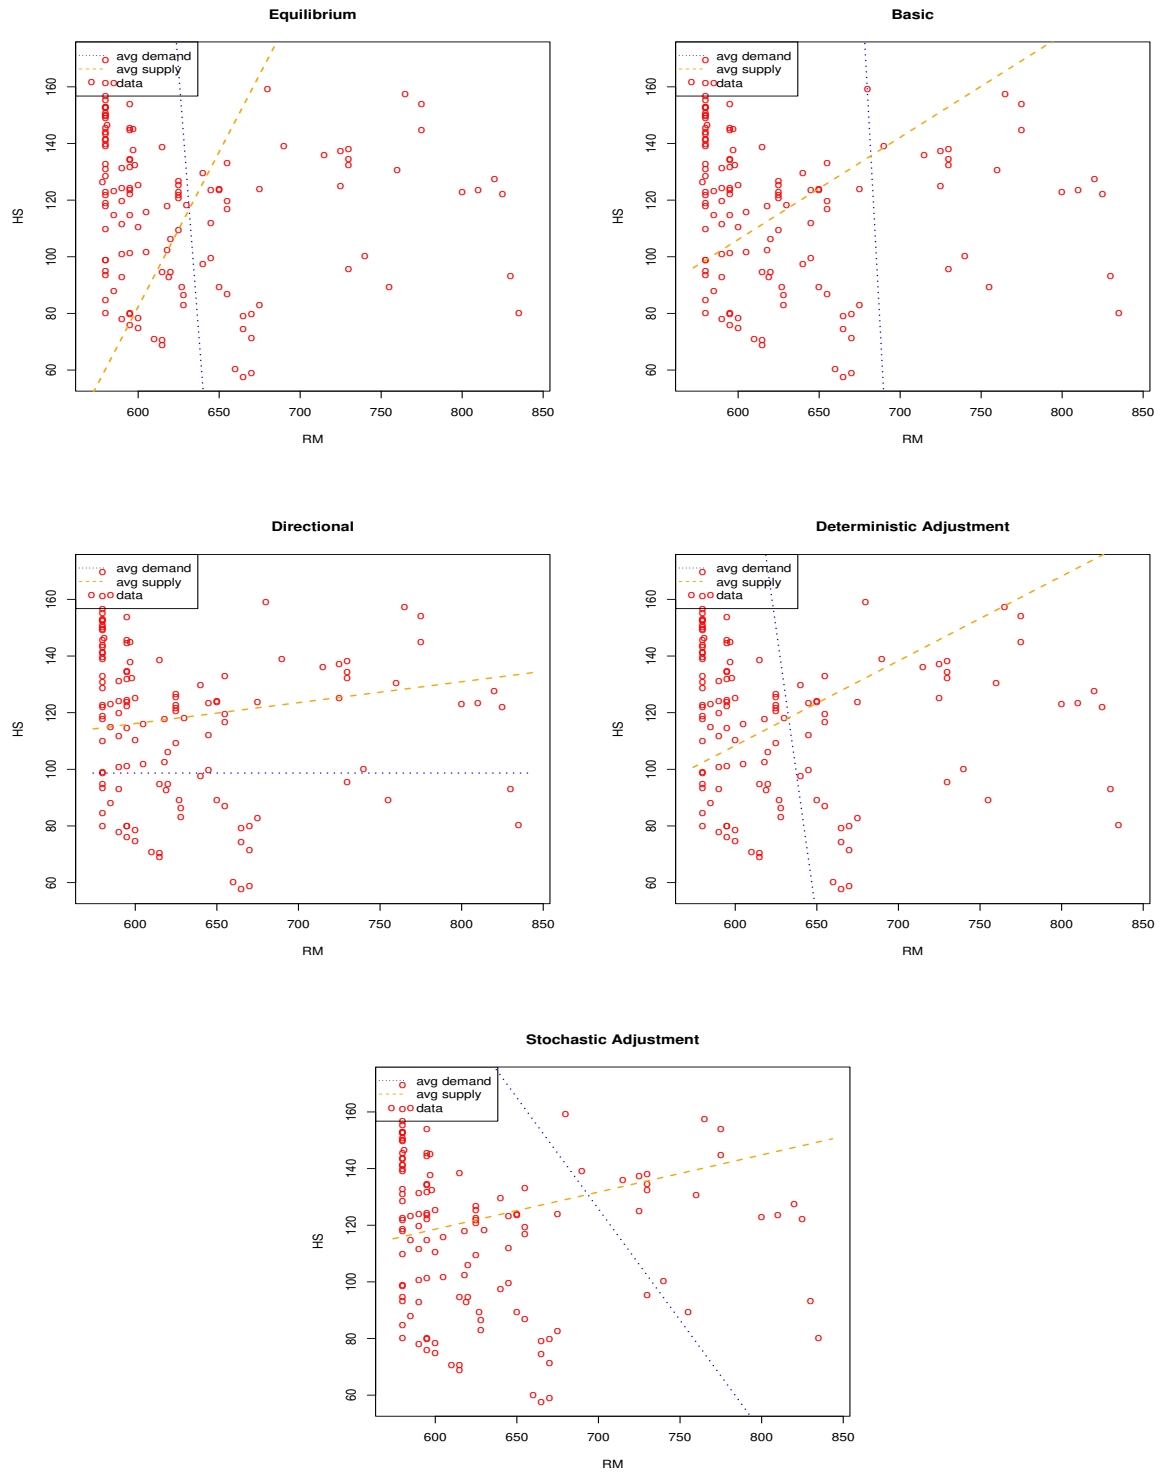 Equilibrium
avg demand
avg supply
data
HS
60 80 100 120 140 160
600 650 700 750 800 850
RM
Basic
avg demand
avg supply
data
HS
60 80 100 120 140 160
600 650 700 750 800 850
RM
Directional
avg demand
avg supply
data
HS
60 80 100 120 140 160
600 650 700 750 800 850
RM
Deterministic Adjustment
avg demand
avg supply
data
HS
60 80 100 120 140 160
600 650 700 750 800 850
RM
Stochastic Adjustment
avg demand
avg supply
data
HS
60 80 100 120 140 160
600 650 700 750 800 850
RM